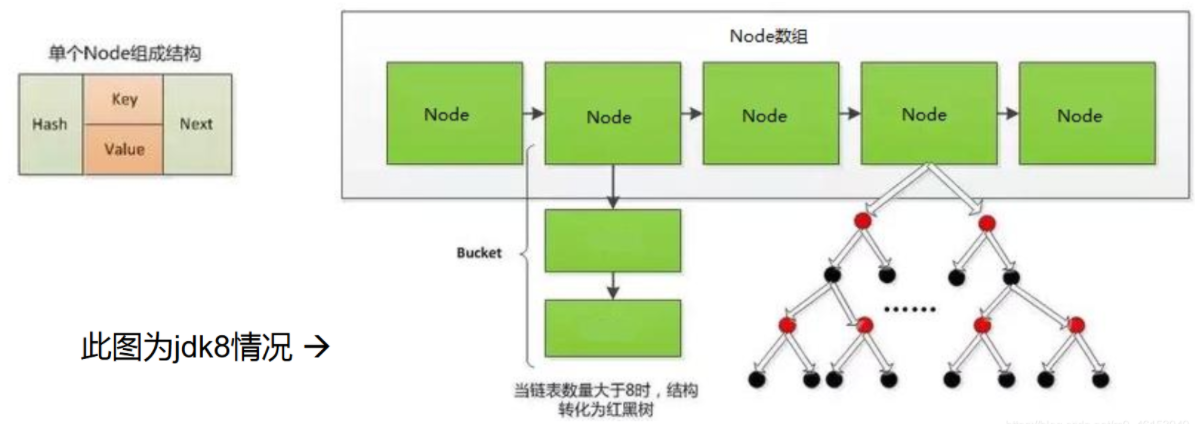 单个Node组成结构
Hash
Key
Value
Next
Node数组
Node
Node
Node
Node
Node
Bucket
······
此图为jdk8情况 →
当链表数量大于8时，结构
转化为红黑树